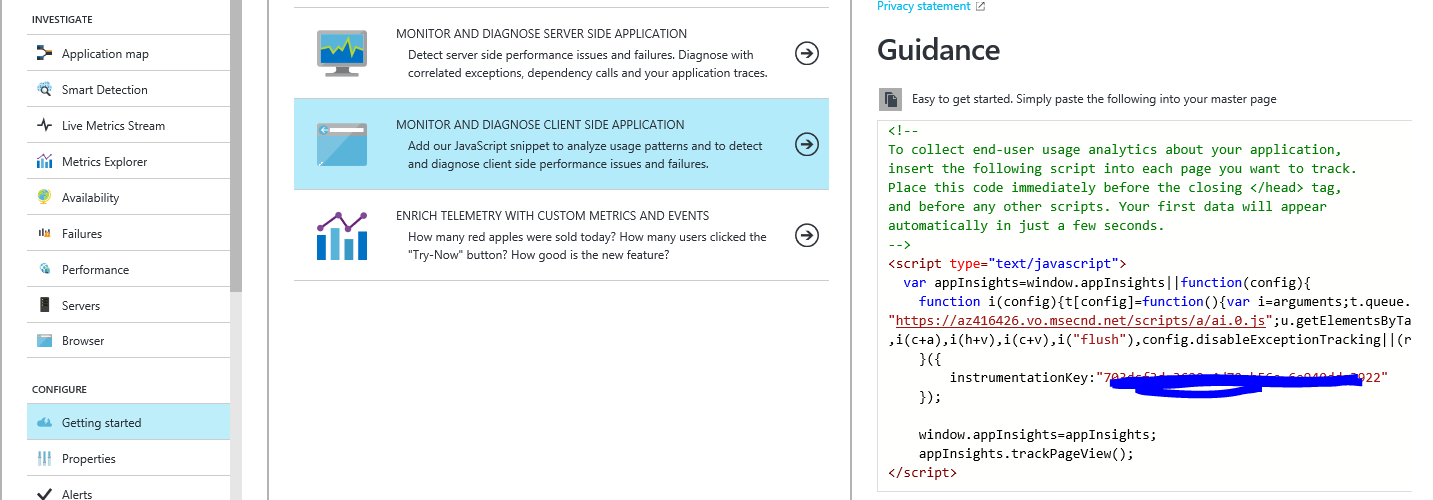 INVESTIGATE
Application map
Smart Detection
Live Metrics Stream
Metrics Explorer
Availability
Failures
Performance
Servers
Browser
CONFIGURE
Getting started
Properties
Alerts
MONITOR AND DIAGNOSE SERVER SIDE APPLICATION
Detect server side performance issues and failures. Diagnose with
correlated exceptions, dependency calls and your application traces.
MONITOR AND DIAGNOSE CLIENT SIDE APPLICATION
Add our JavaScript snippet to analyze usage patterns and to detect
and diagnose client side performance issues and failures.
ENRICH TELEMETRY WITH CUSTOM METRICS AND EVENTS
How many red apples were sold today? How many users clicked the
"Try-Now" button? How good is the new feature?
Privacy statement
Guidance
Easy to get started. Simply paste the following into your master page
<!--
To collect end-user usage analytics about your application,
insert the following script into each page you want to track.
Place this code immediately before the closing </head> tag,
and before any other scripts. Your first data will appear
automatically in just a few seconds.
-->
<script type="text/javascript">
var appInsights=window.appInsights||function(config){
function i(config){t[config]=function(){var i=arguments;t.queue.
"https://az416426.vo.msecnd.net/scripts/a/ai.0.js";u.getElementsByTa
,i(c+a),i(h+v),i(c+v),i("flush"),config.disableExceptionTracking||(r
}({
instrumentationKey:"
});
window.appInsights=appInsights;
appInsights.trackPageView();
</script>